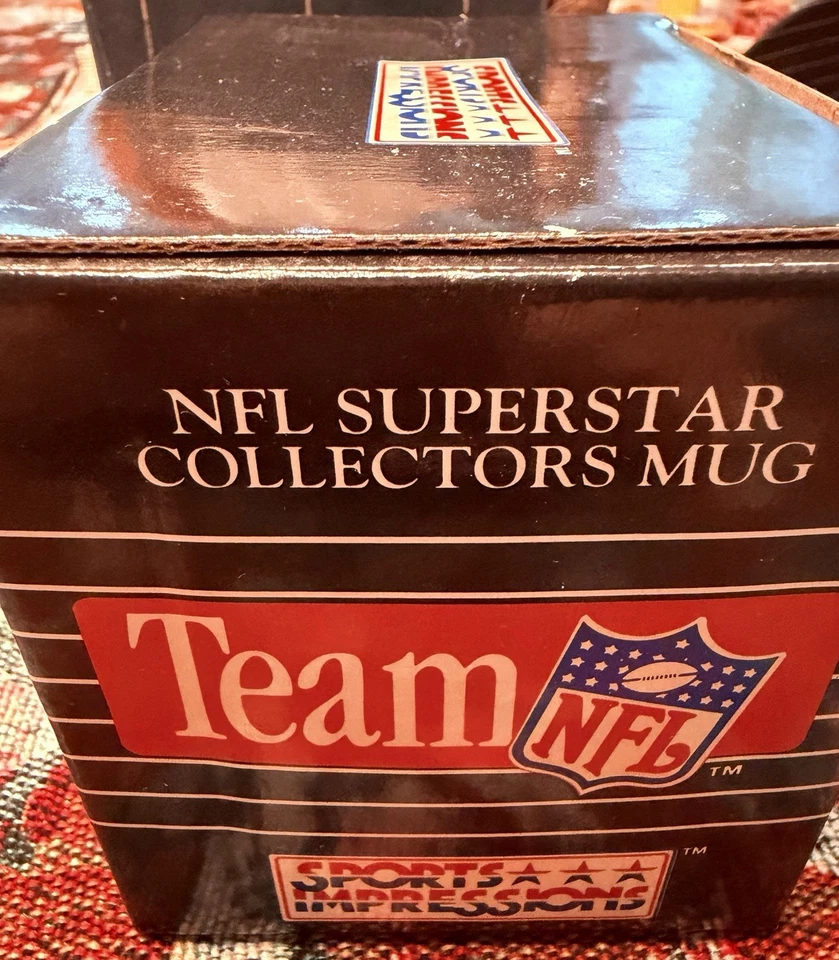 NFL SUPERSTAR
COLLECTORS MUG
Team NFL TM
SPORTS TM
IMPRESSIONS